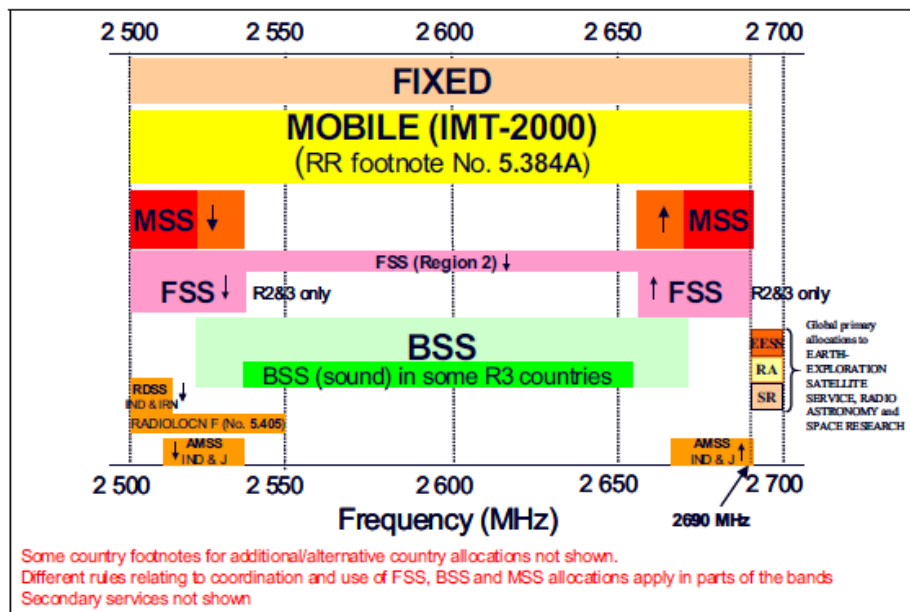 2 500 2 550 2 600 2 650 2 700
FIXED
MOBILE (IMT-2000)
(RR footnote No. 5.384A)
MSS ↓ ↑ MSS
FSS (Region 2) ↓
FSS ↓ R2&3 only ↑ FSS R2&3 only
BSS
BSS (sound) in some R3 countries
EESS
RA
SR
Global primary
allocations to
EARTH-
EXPLORATION
SATELLITE
SERVICE, RADIO
ASTRONOMY and
SPACE RESEARCH
RDSS ↓
IND & IRN
RADIOLOCN F (No. 5.405)
↓ AMSS
IND & J
AMSS ↑
IND & J
2 500 2 550 2 600 2 650 2 700
Frequency (MHz)
2690 MHz
Some country footnotes for additional/alternative country allocations not shown.
Different rules relating to coordination and use of FSS, BSS and MSS allocations apply in parts of the bands
Secondary services not shown